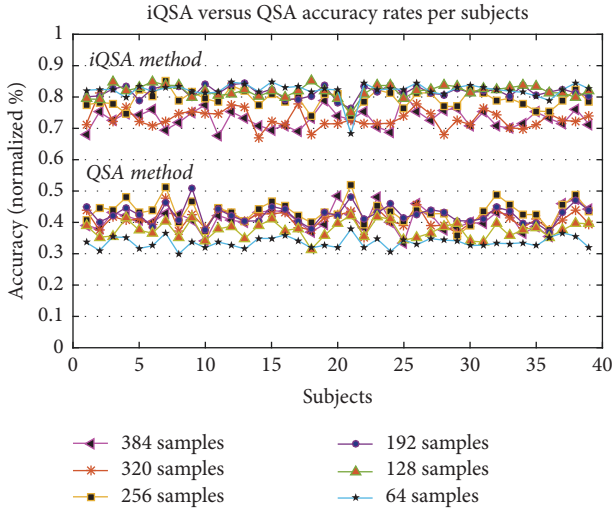 iQSA versus QSA accuracy rates per subjects
1
0.9
0.8
0.7
0.6
0.5
0.4
0.3
0.2
0.1
0
Accuracy (normalized %)
iQSA method
QSA method
0 5 10 15 20 25 30 35 40
Subjects
384 samples
320 samples
256 samples
192 samples
128 samples
64 samples